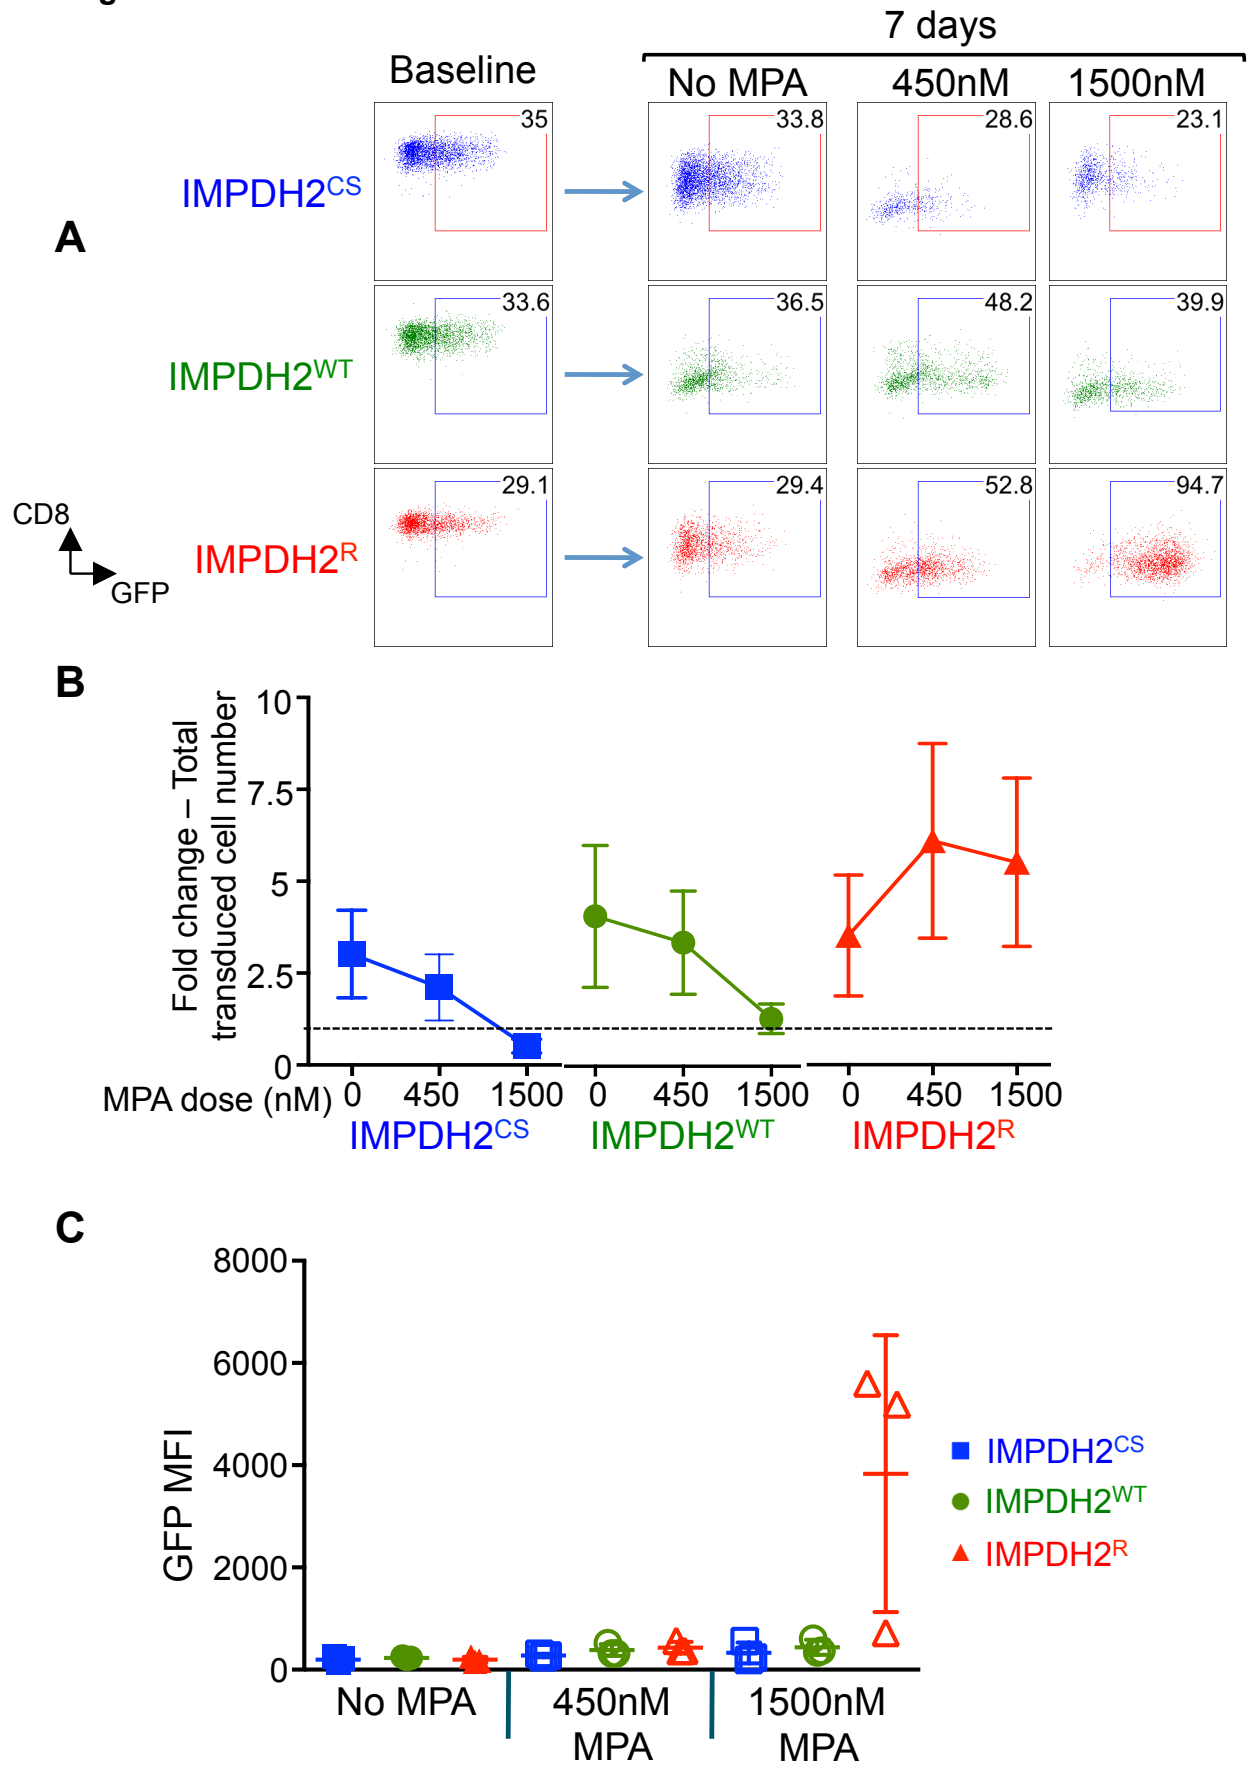 7 days
Baseline No MPA 450nM 1500nM
A
IMPDH2CS 35 33.8 28.6 23.1
IMPDH2WT 33.6 36.5 48.2 39.9
IMPDH2R 29.1 29.4 52.8 94.7
CD8
GFP
B
Fold change – Total
transduced cell number
10
7.5
5
2.5
0
MPA dose (nM) 0 450 1500 0 450 1500 0 450 1500
IMPDH2CS IMPDH2WT IMPDH2R
C
GFP MFI
8000
6000
4000
2000
0
No MPA 450nM MPA 1500nM MPA
IMPDH2CS
IMPDH2WT
IMPDH2R